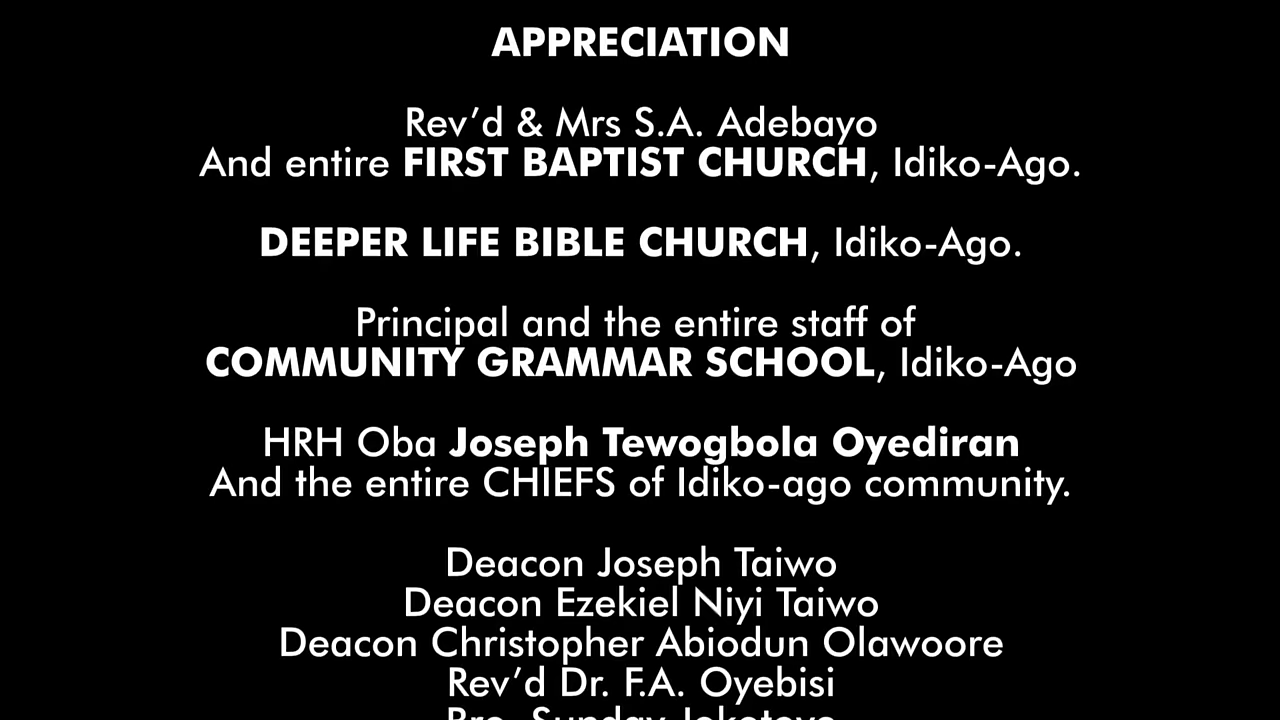 APPRECIATION
Rev’d & Mrs S.A. Adebayo
And entire FIRST BAPTIST CHURCH, Idiko-Ago.
DEEPER LIFE BIBLE CHURCH, Idiko-Ago.
Principal and the entire staff of
COMMUNITY GRAMMAR SCHOOL, Idiko-Ago
HRH Oba Joseph Tewogbola Oyediran
And the entire CHIEFS of Idiko-ago community.
Deacon Joseph Taiwo
Deacon Ezekiel Niyi Taiwo
Deacon Christopher Abiodun Olawoore
Rev’d Dr. F.A. Oyebisi
Bro. Sunday